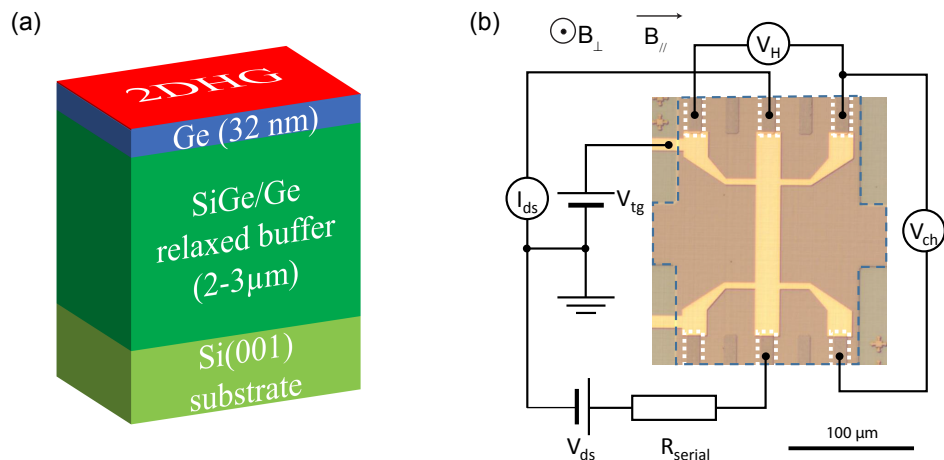 (a)
2DHG
Ge (32 nm)
SiGe/Ge
relaxed buffer
(2-3µm)
Si(001)
substrate
(b)
B⊥
B//
VH
Ids
Vtg
Vch
Vds
Rserial
100 µm